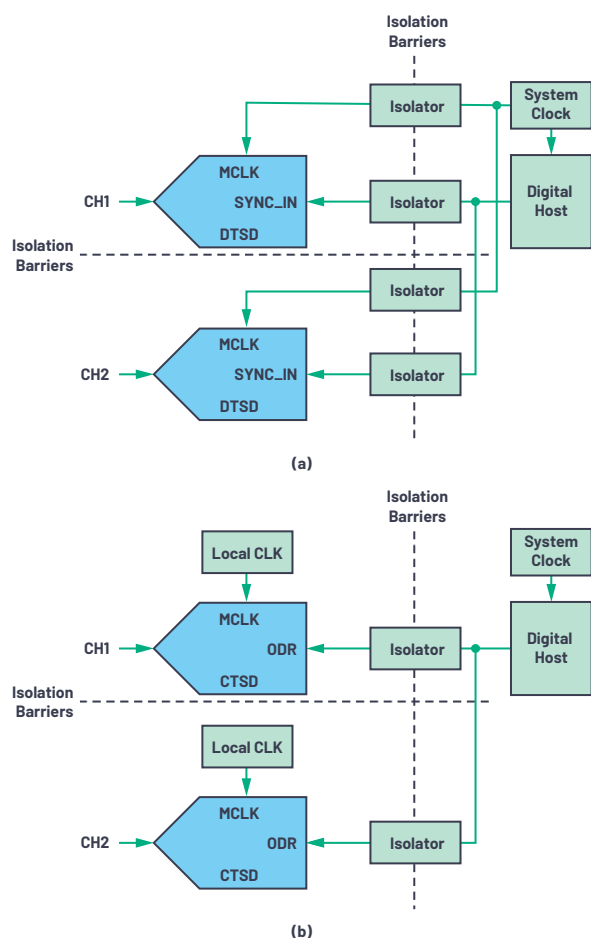 Isolation
Barriers
Isolator
System
Clock
MCLK
CH1
SYNC_IN
Isolator
Digital
Host
DTSD
Isolation
Barriers
Isolator
MCLK
CH2
SYNC_IN
Isolator
DTSD
(a)
Isolation
Barriers
Local CLK
System
Clock
MCLK
CH1
ODR
Isolator
Digital
Host
CTSD
Isolation
Barriers
Local CLK
MCLK
CH2
ODR
Isolator
CTSD
(b)